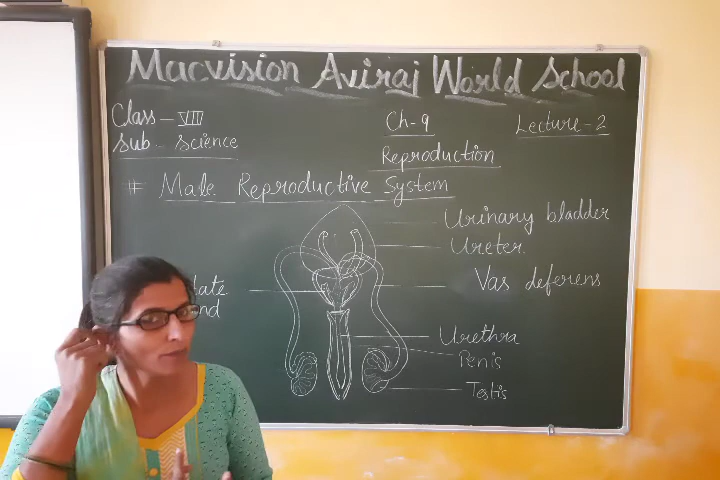 Macvision Aviraj World School
Class - VIII
Ch-9
Lecture-2
Sub - Science
Reproduction
# Male Reproductive System
Urinary bladder
Ureter
Vas deferens
Urethra
Penis
Testis